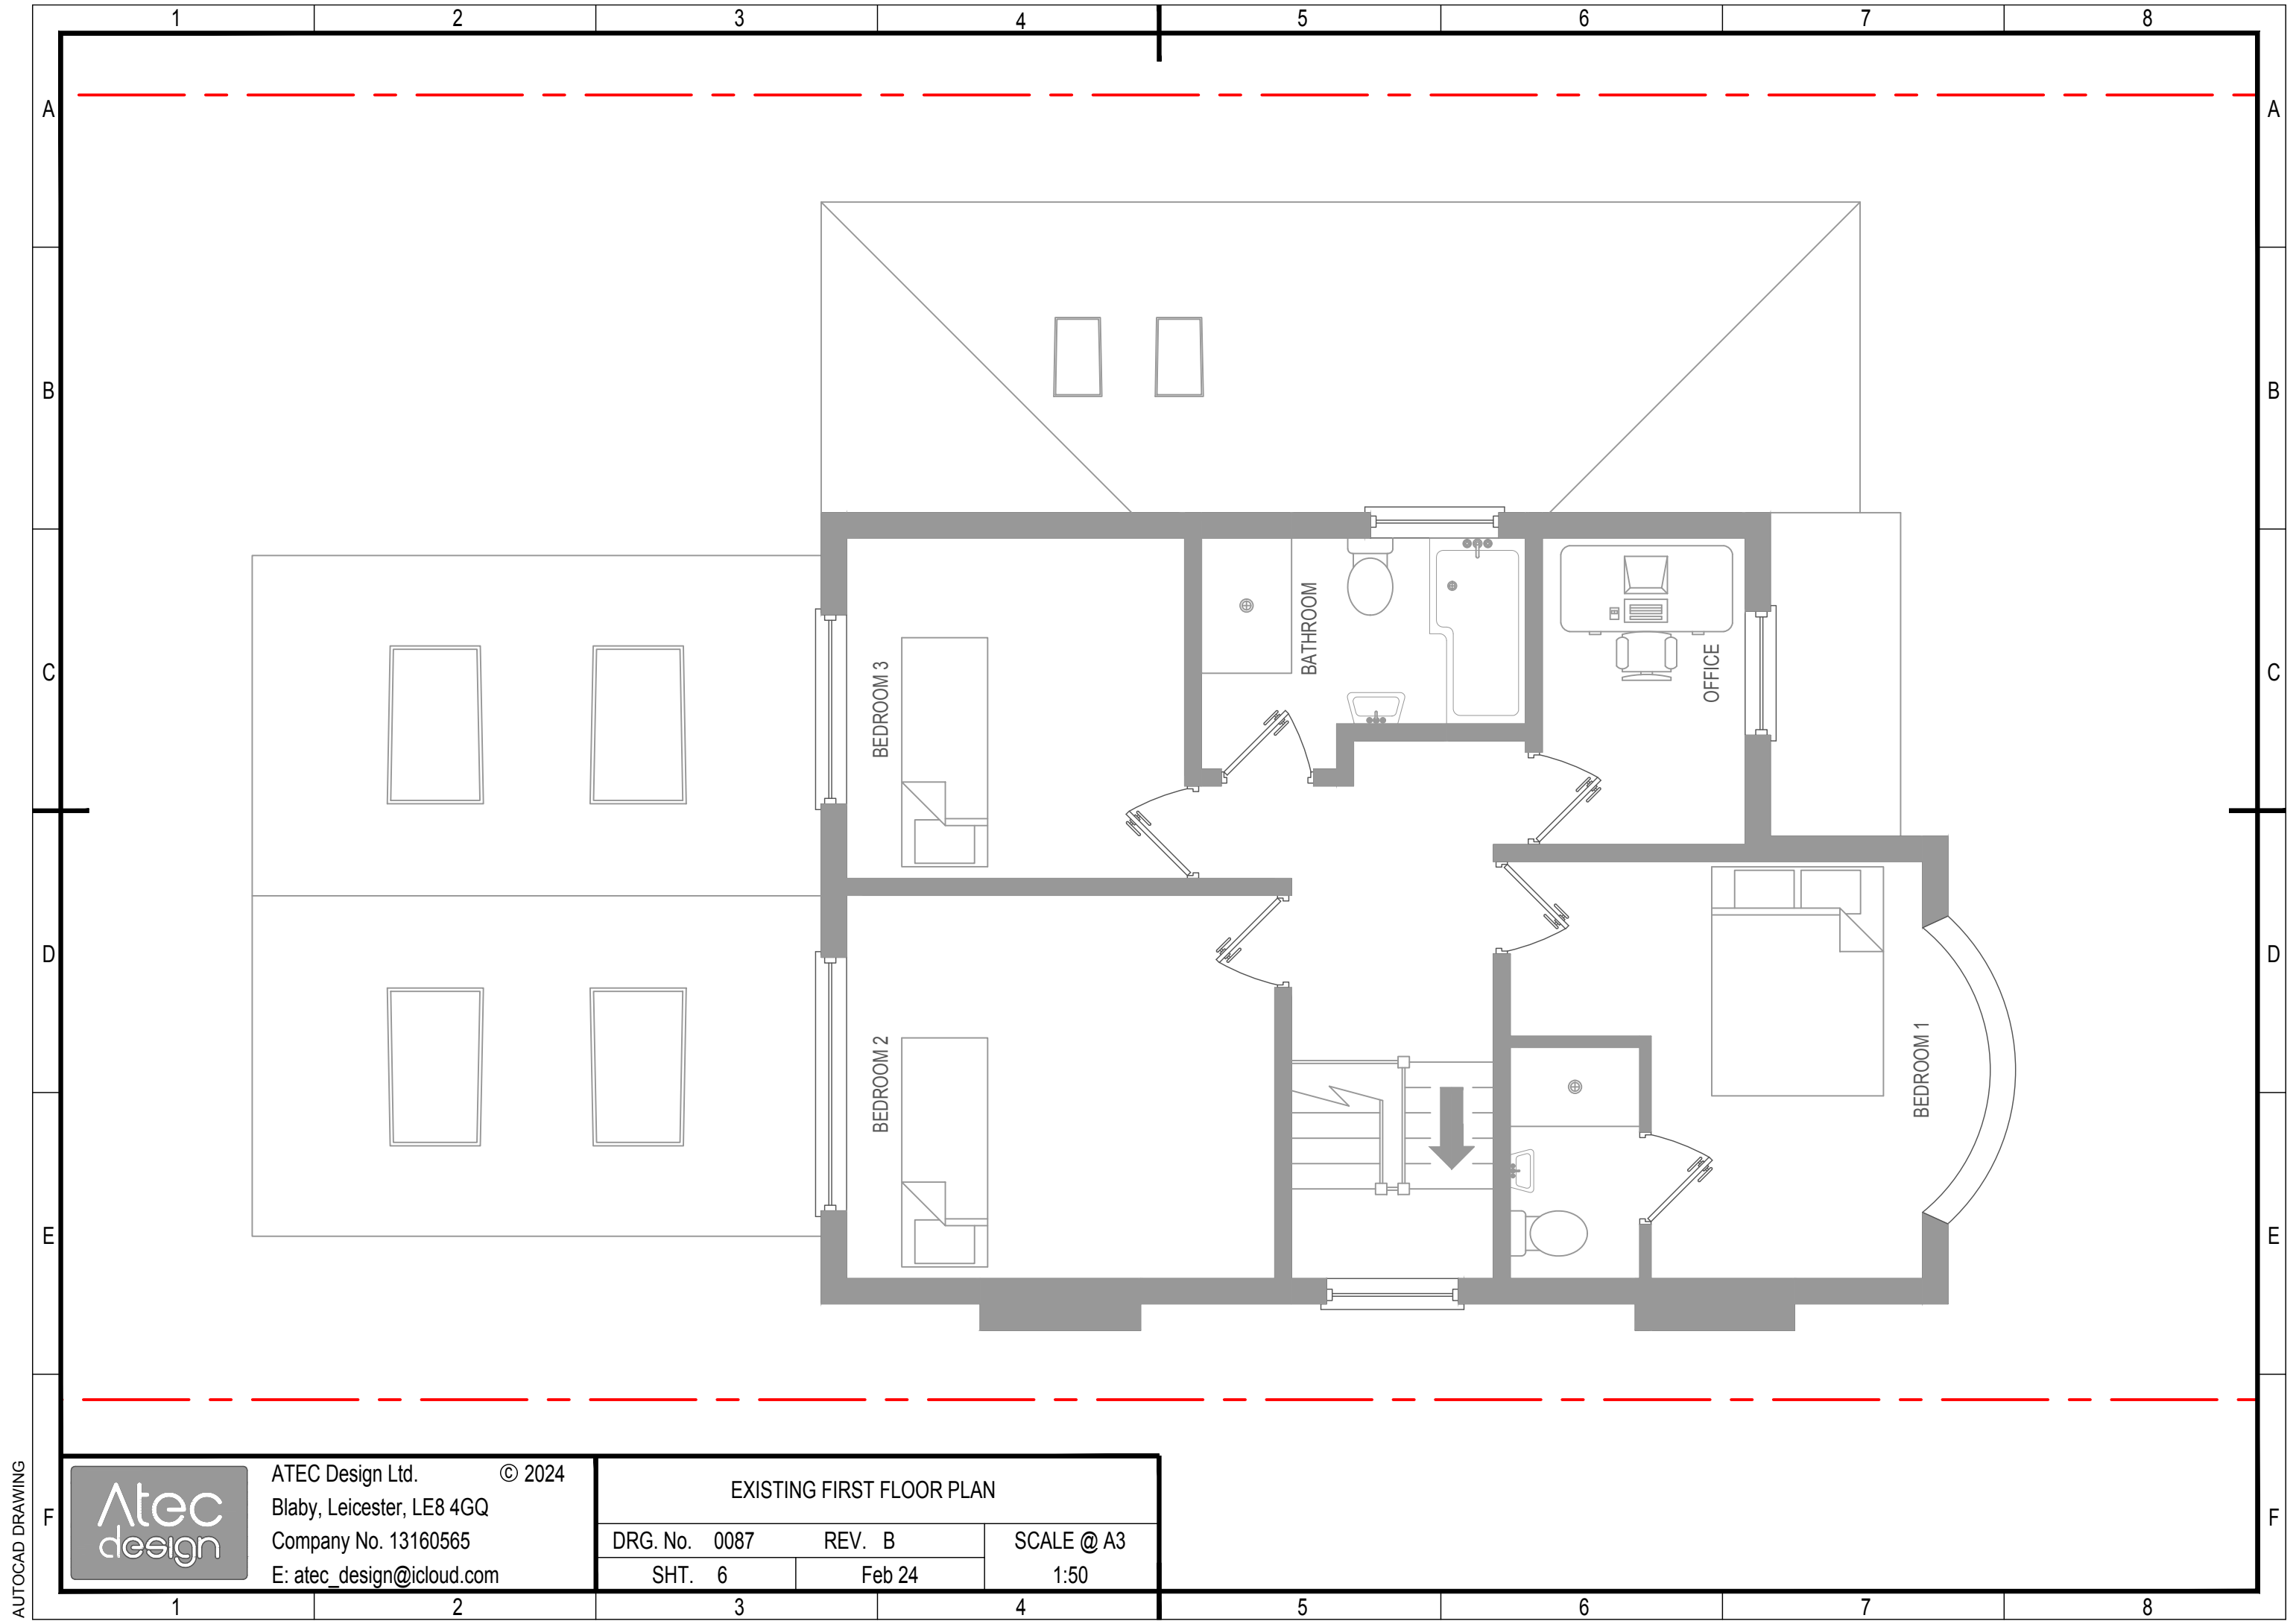 1 2 3 4 5 6 7 8
A A
B B
BATHROOM
BEDROOM 3
OFFICE
C C
D D
BEDROOM 2
BEDROOM 1
E E
AUTOCAD DRAWING
F F
Atec
design
ATEC Design Ltd. © 2024
Blaby, Leicester, LE8 4GQ
Company No. 13160565
E: atec_design@icloud.com
EXISTING FIRST FLOOR PLAN
DRG. No. 0087 REV. B
SCALE @ A3
SHT. 6 Feb 24
1:50
1 2 3 4 5 6 7 8